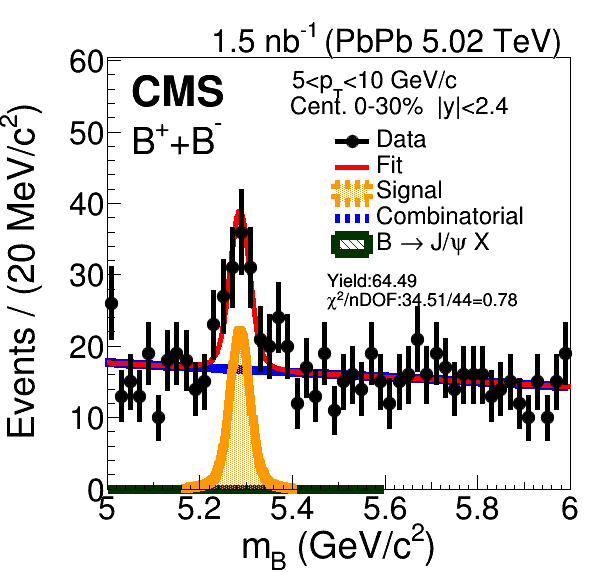 1.5 nb⁻¹ (PbPb 5.02 TeV)
CMS
B⁺+B⁻
5<p_T<10 GeV/c
Cent. 0-30% |y|<2.4
Data
Fit
Signal
Combinatorial
B → J/ψ X
Yield:64.49
χ²/nDOF:34.51/44=0.78
Events / (20 MeV/c²)
60
50
40
30
20
10
0
5 5.2 5.4 5.6 5.8 6
m_B (GeV/c²)